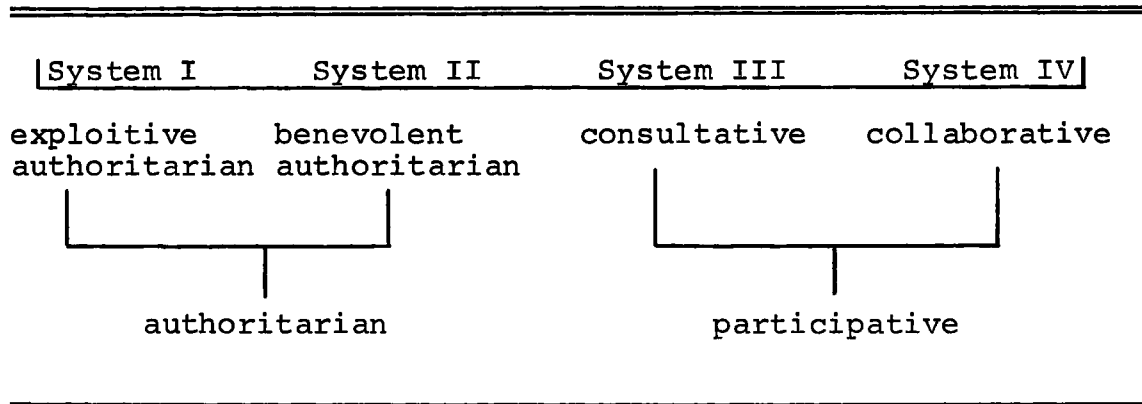 System I System II System III System IV
exploitive benevolent consultative collaborative
authoritarian authoritarian
authoritarian participative